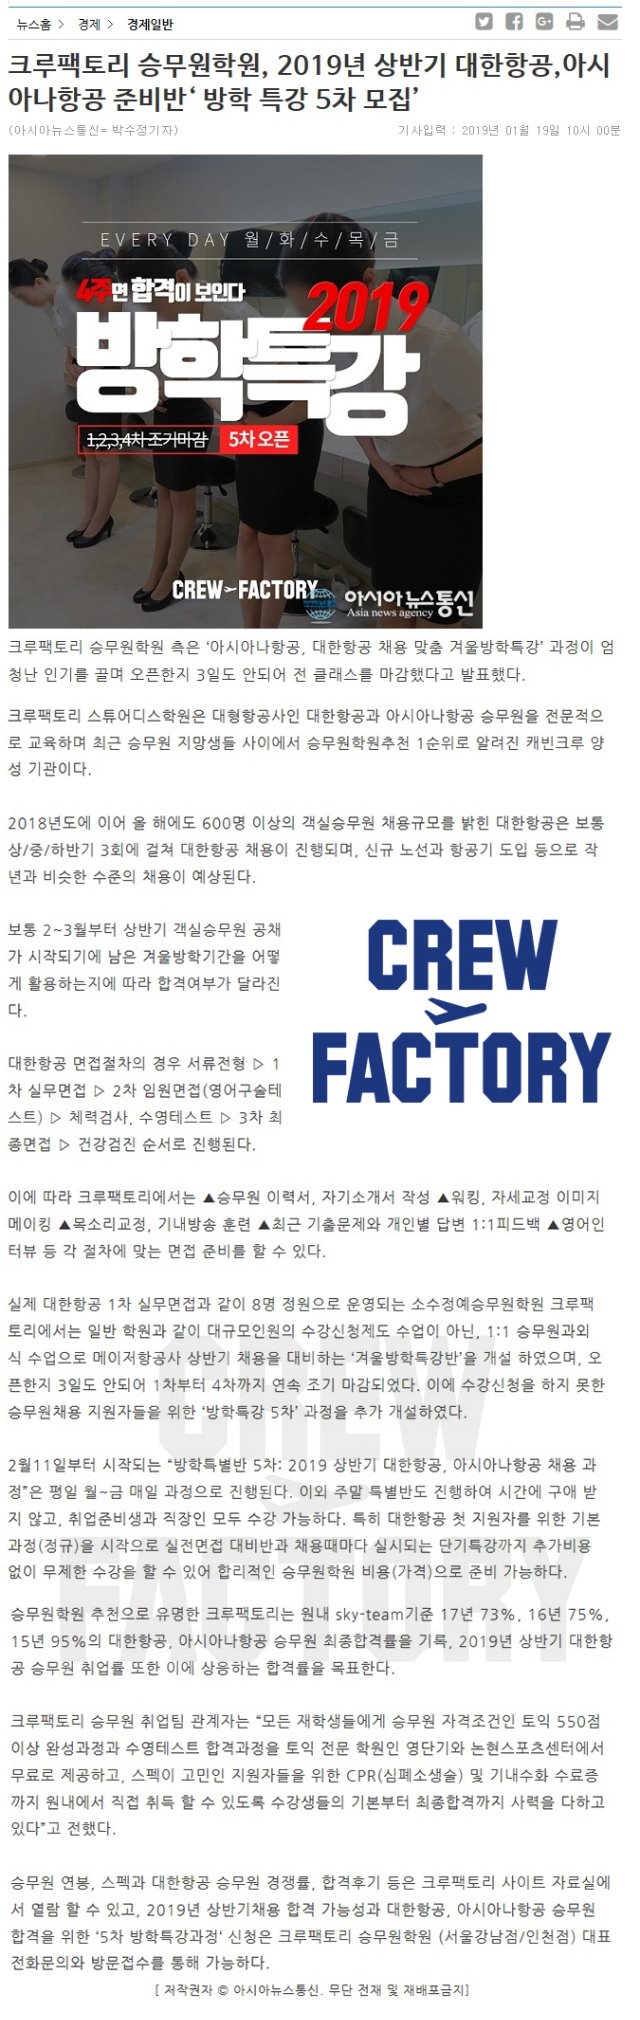 뉴스홈 > 경제 > 경제일반
크루팩토리 승무원학원, 2019년 상반기 대한항공,아시
아나항공 준비반‘ 방학 특강 5차 모집’
(아시아뉴스통신= 박수정기자)
기사입력 : 2019년 01월 19일 10시 00분
EVERY DAY 월/화/수/목/금
4주면 합격이 보인다
2019
방학특강
1,2,3,4차 조기마감 5차 오픈
CREW FACTORY
아시아뉴스통신
Asia news agency
크루팩토리 승무원학원 측은 ‘아시아나항공, 대한항공 채용 맞춤 겨울방학특강’ 과정이 엄
청난 인기를 끌며 오픈한지 3일도 안되어 전 클래스를 마감했다고 발표했다.
크루팩토리 스튜어디스학원은 대형항공사인 대한항공과 아시아나항공 승무원을 전문적으
로 교육하며 최근 승무원 지망생들 사이에서 승무원학원추천 1순위로 알려진 캐빈크루 양
성 기관이다.
2018년도에 이어 올 해에도 600명 이상의 객실승무원 채용규모를 밝힌 대한항공은 보통
상/중/하반기 3회에 걸쳐 대한항공 채용이 진행되며, 신규 노선과 항공기 도입 등으로 작
년과 비슷한 수준의 채용이 예상된다.
보통 2~3월부터 상반기 객실승무원 공채
가 시작되기에 남은 겨울방학기간을 어떻
게 활용하는지에 따라 합격여부가 달라진
다.
CREW
FACTORY
대한항공 면접절차의 경우 서류전형 ▷ 1
차 실무면접 ▷ 2차 임원면접(영어구술테
스트) ▷ 체력검사, 수영테스트 ▷ 3차 최
종면접 ▷ 건강검진 순서로 진행된다.
이에 따라 크루팩토리에서는 ▲승무원 이력서, 자기소개서 작성 ▲워킹, 자세교정 이미지
메이킹 ▲목소리교정, 기내방송 훈련 ▲최근 기출문제와 개인별 답변 1:1피드백 ▲영어인
터뷰 등 각 절차에 맞는 면접 준비를 할 수 있다.
실제 대한항공 1차 실무면접과 같이 8명 정원으로 운영되는 소수정예승무원학원 크루팩
토리에서는 일반 학원과 같이 대규모인원의 수강신청제도 수업이 아닌, 1:1 승무원과외
식 수업으로 메이저항공사 상반기 채용을 대비하는 ‘겨울방학특강반’을 개설 하였으며, 오
픈한지 3일도 안되어 1차부터 4차까지 연속 조기 마감되었다. 이에 수강신청을 하지 못한
승무원채용 지원자들을 위한 ‘방학특강 5차’ 과정을 추가 개설하였다.
2월11일부터 시작되는 “방학특별반 5차: 2019 상반기 대한항공, 아시아나항공 채용 과
정”은 평일 월~금 매일 과정으로 진행된다. 이외 주말 특별반도 진행하여 시간에 구애 받
지 않고, 취업준비생과 직장인 모두 수강 가능하다. 특히 대한항공 첫 지원자를 위한 기본
과정(정규)을 시작으로 실전면접 대비반과 채용때마다 실시되는 단기특강까지 추가비용
없이 무제한 수강을 할 수 있어 합리적인 승무원학원 비용(가격)으로 준비 가능하다.
CREW
FACTORY
승무원학원 추천으로 유명한 크루팩토리는 원내 sky-team기준 17년 73%, 16년 75%,
15년 95%의 대한항공, 아시아나항공 승무원 최종합격률을 기록, 2019년 상반기 대한항
공 승무원 취업률 또한 이에 상응하는 합격률을 목표한다.
크루팩토리 승무원 취업팀 관계자는 “모든 재학생들에게 승무원 자격조건인 토익 550점
이상 완성과정과 수영테스트 합격과정을 토익 전문 학원인 영단기와 논현스포츠센터에서
무료로 제공하고, 스펙이 고민인 지원자들을 위한 CPR(심폐소생술) 및 기내수화 수료증
까지 원내에서 직접 취득 할 수 있도록 수강생들의 기본부터 최종합격까지 사력을 다하고
있다”고 전했다.
승무원 연봉, 스펙과 대한항공 승무원 경쟁률, 합격후기 등은 크루팩토리 사이트 자료실에
서 열람 할 수 있고, 2019년 상반기채용 합격 가능성과 대한항공, 아시아나항공 승무원
합격을 위한 ‘5차 방학특강과정‘ 신청은 크루팩토리 승무원학원 (서울강남점/인천점) 대표
전화문의와 방문접수를 통해 가능하다.
[ 저작권자 © 아시아뉴스통신. 무단 전재 및 재배포금지]